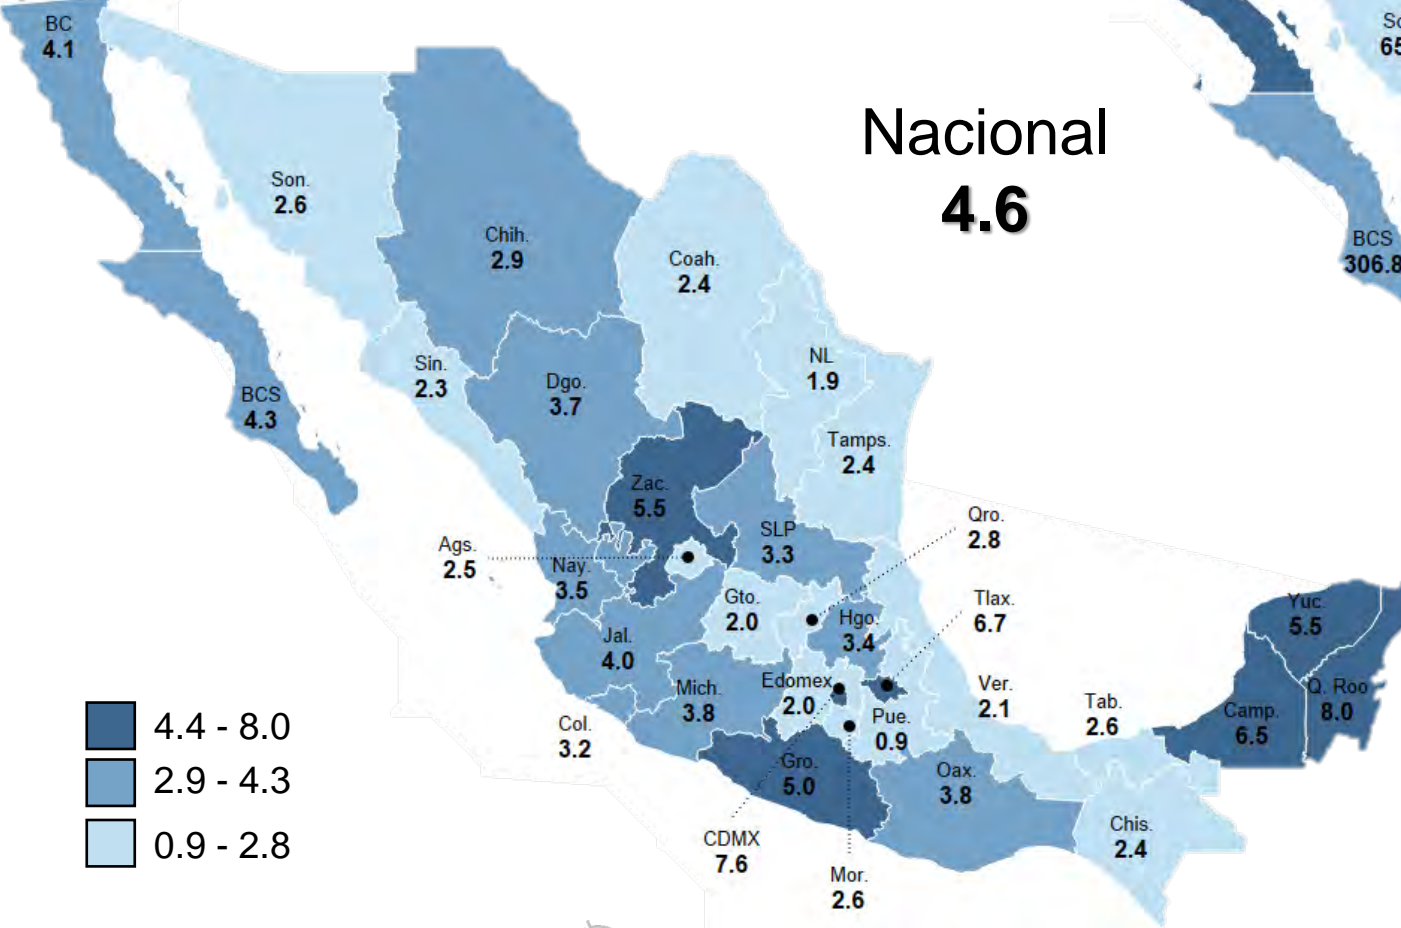 BC
4.1
Son.
2.6
Chih.
2.9
Coah.
2.4
Nacional
4.6
BCS
306.8
NL
1.9
Sin.
2.3
Dgo.
3.7
BCS
4.3
Tamps.
2.4
Zac.
5.5
SLP
3.3
Qro.
2.8
Ags.
2.5
Nay.
3.5
Gto.
2.0
Hgo.
3.4
Tlax.
6.7
Yuc.
5.5
Jal.
4.0
Mich.
3.8
Edomex.
2.0
Pue.
0.9
Ver.
2.1
Tab.
2.6
Camp.
6.5
Q. Roo
8.0
Col.
3.2
Gro.
5.0
Oax.
3.8
Chis.
2.4
CDMX
7.6
Mor.
2.6
4.4 - 8.0
2.9 - 4.3
0.9 - 2.8